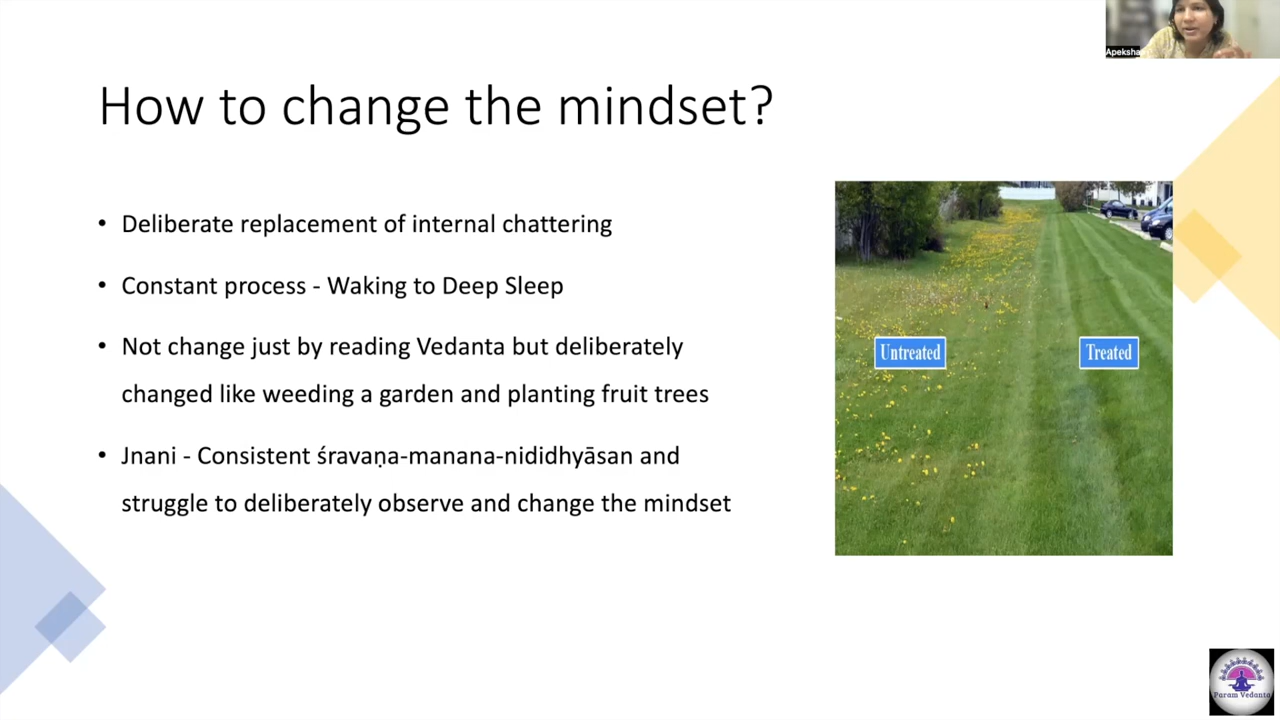 Apeksha
How to change the mindset?
• Deliberate replacement of internal chattering
• Constant process - Waking to Deep Sleep
• Not change just by reading Vedanta but deliberately
changed like weeding a garden and planting fruit trees
• Jnani - Consistent śravaṇa-manana-nididhyāsan and
struggle to deliberately observe and change the mindset
Untreated
Treated
Param Vedanta